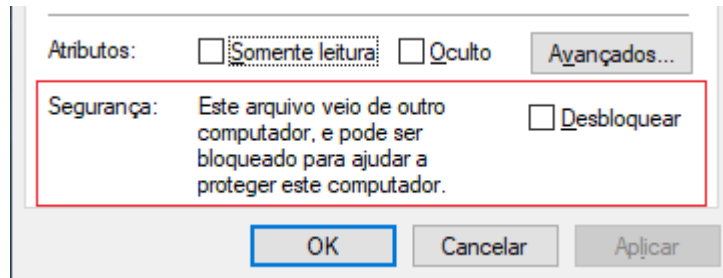 Atributos: Somente leitura Oculto Avançados...
Segurança: Este arquivo veio de outro Desbloquear
computador, e pode ser
bloqueado para ajudar a
proteger este computador.
OK Cancelar Aplicar